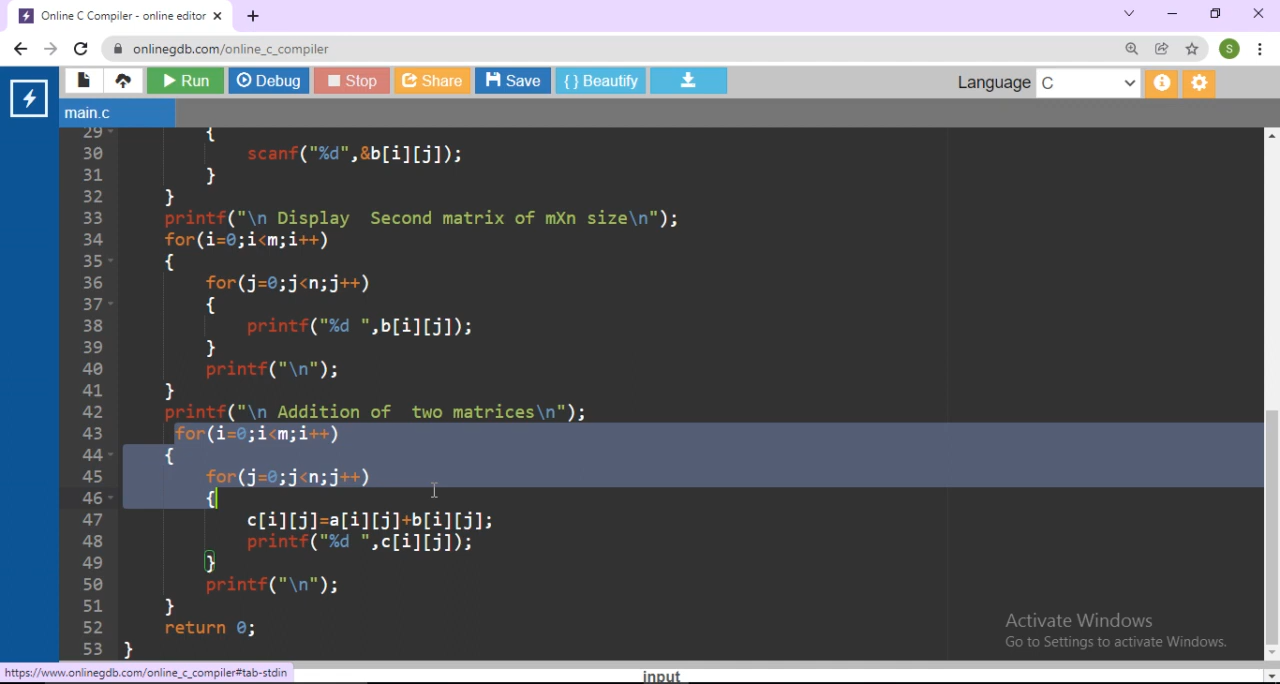 Online C Compiler - online editor
onlinegdb.com/online_c_compiler
S
Run Debug Stop Share Save { } Beautify Language C
main.c
29 {
30 scanf("%d",&b[i][j]);
31 }
32 }
33 printf("\n Display  Second matrix of mXn size\n");
34 for(i=0;i<m;i++)
35 {
36 for(j=0;j<n;j++)
37 {
38 printf("%d ",b[i][j]);
39 }
40 printf("\n");
41 }
42 printf("\n Addition of  two matrices\n");
43 for(i=0;i<m;i++)
44 {
45 for(j=0;j<n;j++)
46 {
47 c[i][j]=a[i][j]+b[i][j];
48 printf("%d ",c[i][j]);
49 }
50 printf("\n");
51 }
52 return 0;
53 }
Activate Windows
Go to Settings to activate Windows.
https://www.onlinegdb.com/online_c_compiler#tab-stdin
input